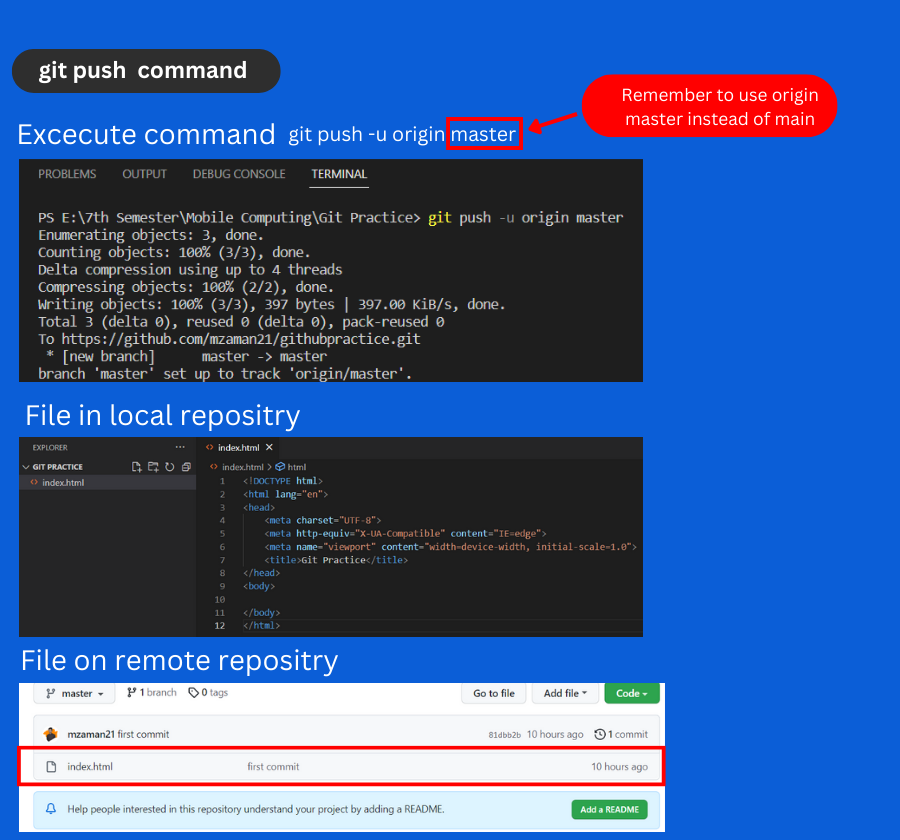 git push  command
Remember to use origin
master instead of main
Excecute command git push -u origin master
PROBLEMS OUTPUT DEBUG CONSOLE TERMINAL
PS E:\7th Semester\Mobile Computing\Git Practice> git push -u origin master
Enumerating objects: 3, done.
Counting objects: 100% (3/3), done.
Delta compression using up to 4 threads
Compressing objects: 100% (2/2), done.
Writing objects: 100% (3/3), 397 bytes | 397.00 KiB/s, done.
Total 3 (delta 0), reused 0 (delta 0), pack-reused 0
To https://github.com/mzaman21/githubpractice.git
 * [new branch]      master -> master
branch 'master' set up to track 'origin/master'.
File in local repositry
EXPLORER ··· <> index.html ×
GIT PRACTICE <> index.html > html
<> index.html
1 <!DOCTYPE html>
2 <html lang="en">
3 <head>
4     <meta charset="UTF-8">
5     <meta http-equiv="X-UA-Compatible" content="IE=edge">
6     <meta name="viewport" content="width=device-width, initial-scale=1.0">
7     <title>Git Practice</title>
8 </head>
9 <body>
10
11 </body>
12 </html>
File on remote repositry
master 1 branch 0 tags Go to file Add file Code
mzaman21 first commit 81dbb2b 10 hours ago 1 commit
index.html first commit 10 hours ago
Help people interested in this repository understand your project by adding a README. Add a README